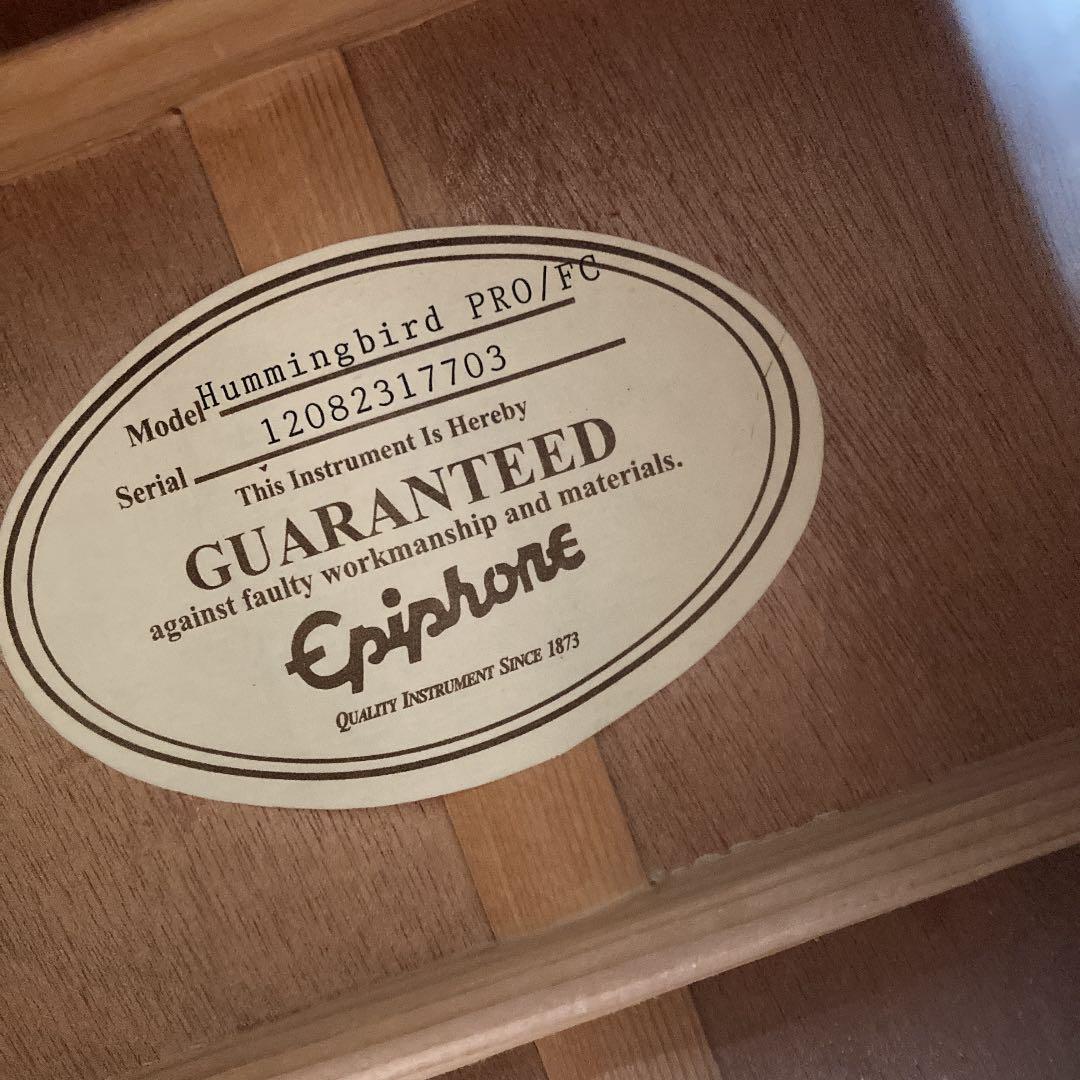 Model Hummingbird PRO/FC
Serial 12082317703
This Instrument Is Hereby
GUARANTEED
against faulty workmanship and materials.
Epiphone
QUALITY INSTRUMENT SINCE 1873